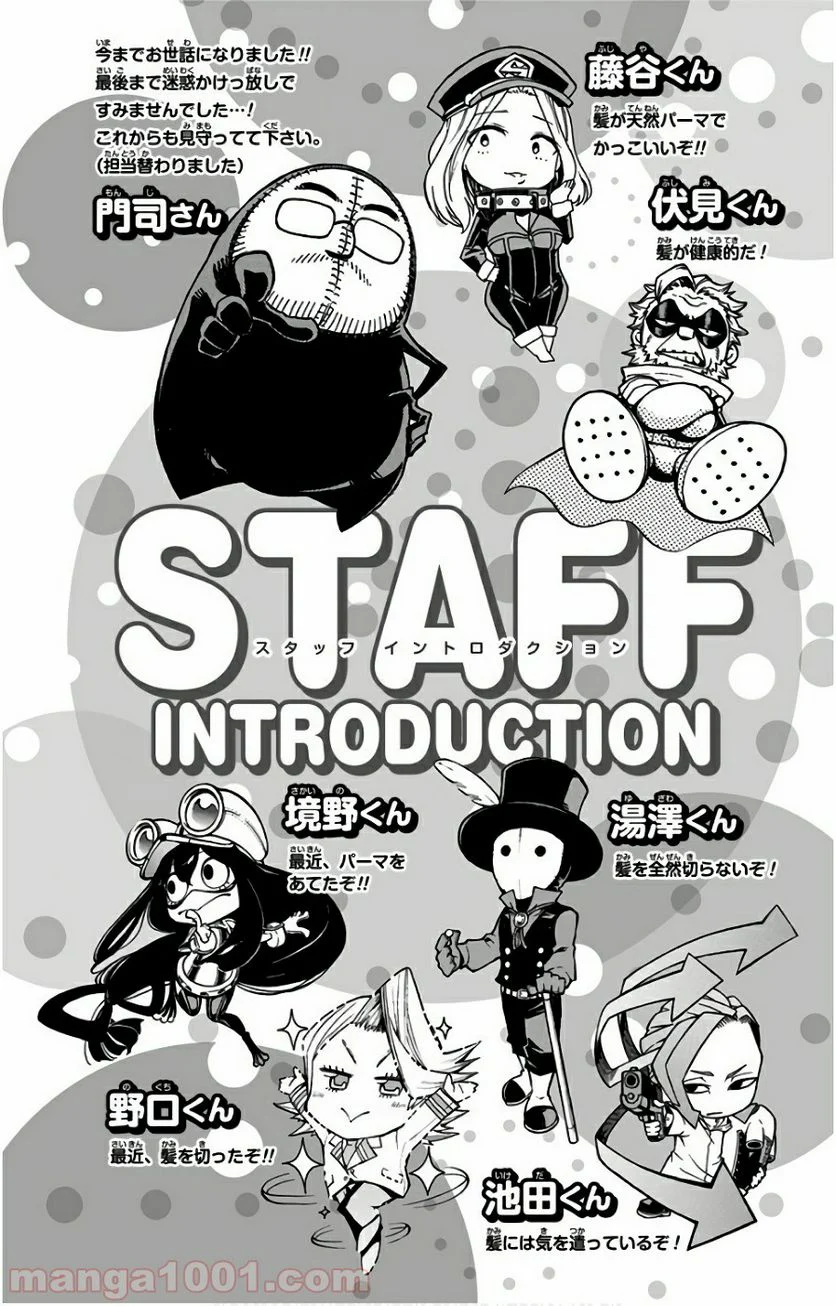 今までお世話になりました!!
最後まで迷惑かけっ放しで
すみませんでした…!
これからも見守ってて下さい。
(担当替わりました)
門司さん
藤谷くん
髪が天然パーマで
かっこいいぞ!!
伏見くん
髪が健康的だ!
STAFF
スタッフ イントロダクション
INTRODUCTION
境野くん
最近、パーマを
あてたぞ!!
湯澤くん
髪を全然切らないぞ!
野口くん
最近、髪を切ったぞ!!
池田くん
髪には気を遣っているぞ!
manga1001.com